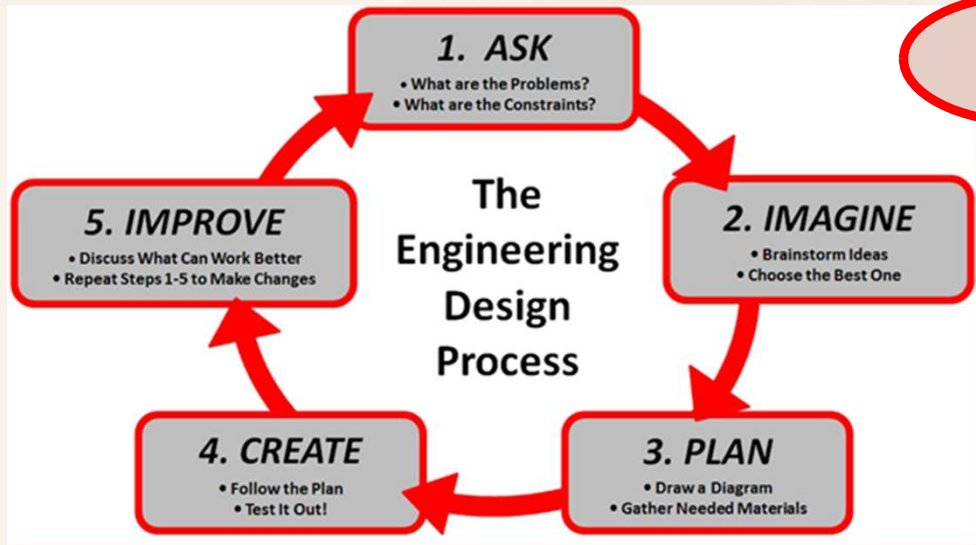 1. ASK
• What are the Problems?
• What are the Constraints?
The
Engineering
Design
Process
2. IMAGINE
• Brainstorm Ideas
• Choose the Best One
3. PLAN
• Draw a Diagram
• Gather Needed Materials
4. CREATE
• Follow the Plan
• Test It Out!
5. IMPROVE
• Discuss What Can Work Better
• Repeat Steps 1-5 to Make Changes